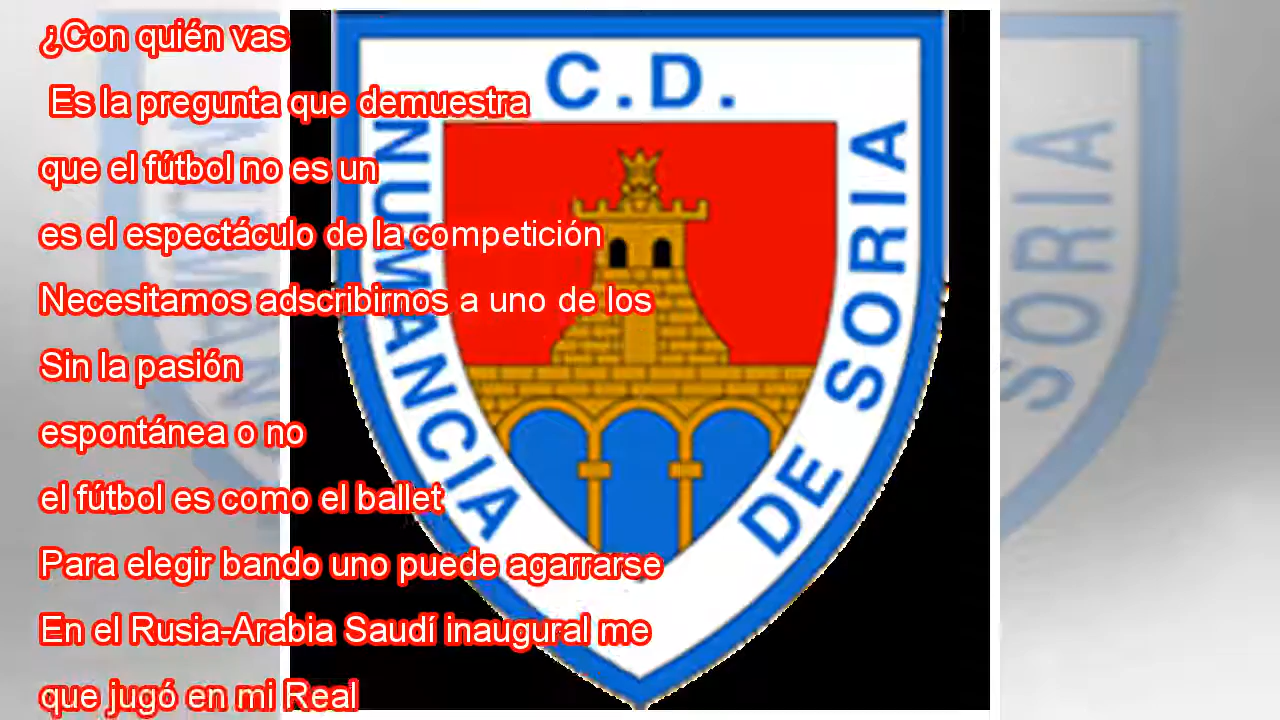 ¿Con quién vas
Es la pregunta que demuestra
que el fútbol no es un
es el espectáculo de la competición
Necesitamos adscribirnos a uno de los
Sin la pasión
espontánea o no
el fútbol es como el ballet
Para elegir bando uno puede agarrarse
En el Rusia-Arabia Saudí inaugural me
que jugó en mi Real
C.D.
NUMANCIA
DE SORIA
SORIA